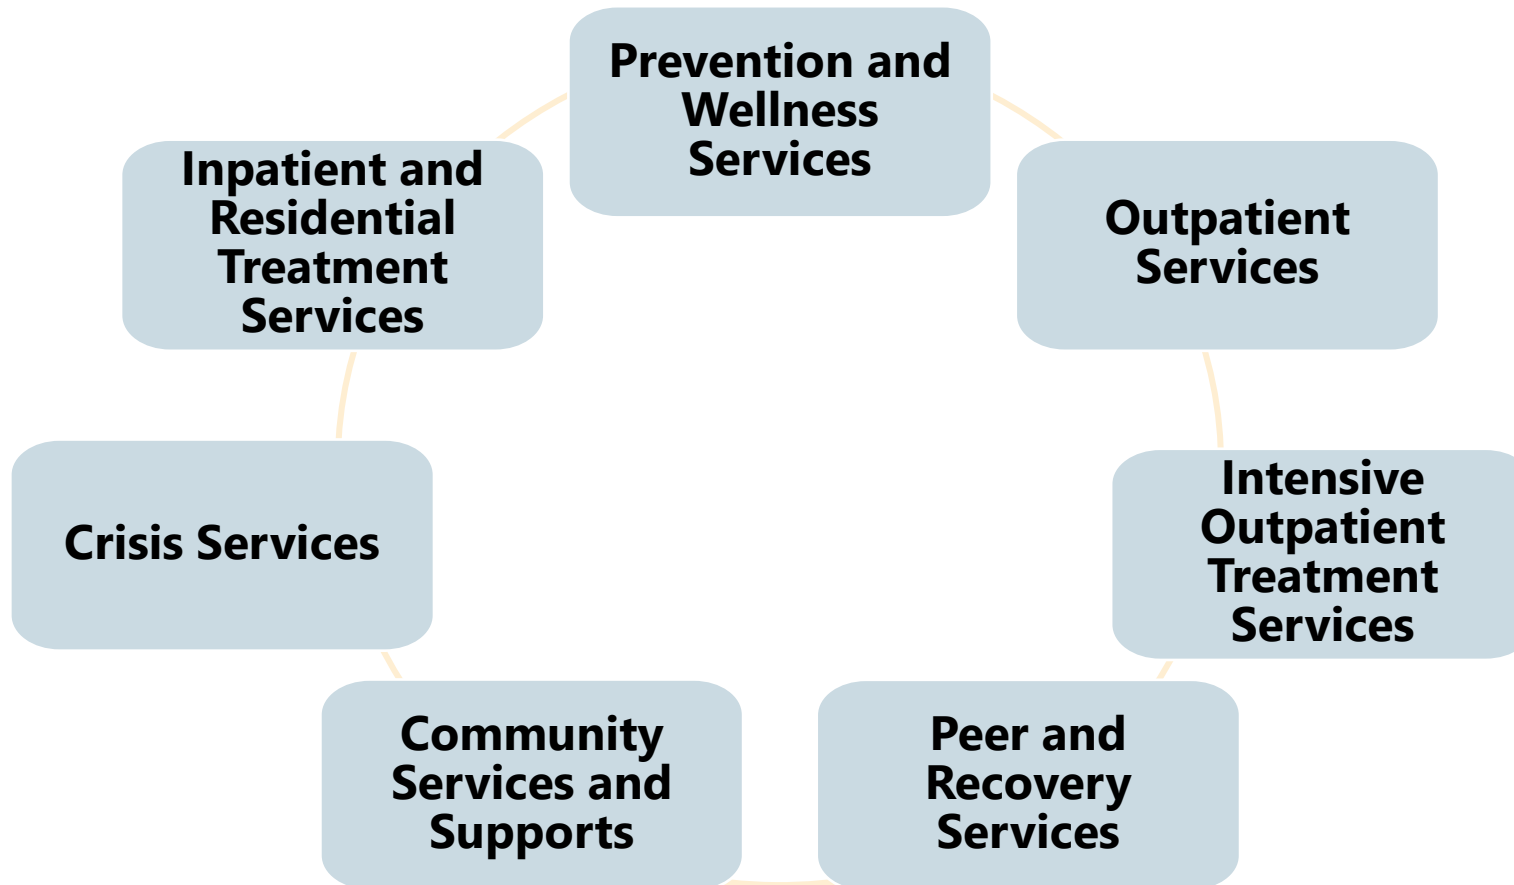 Prevention and
Wellness
Services
Outpatient
Services
Intensive
Outpatient
Treatment
Services
Peer and
Recovery
Services
Community
Services and
Supports
Crisis Services
Inpatient and
Residential
Treatment
Services